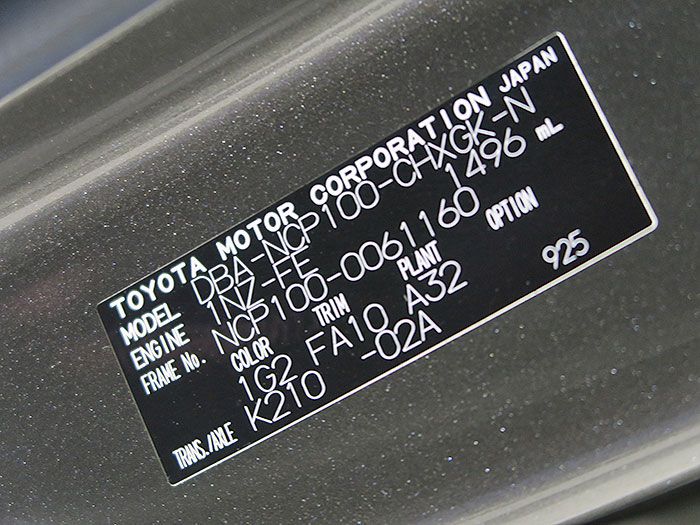 TOYOTA MOTOR CORPORATION JAPAN
MODEL DBA-NCP100-CHXGK-N
ENGINE 1NZ-FE 1496 mL
FRAME No. NCP100-0061160
COLOR TRIM PLANT OPTION
1G2 FA10 A32
TRANS./AXLE K210 -02A 925